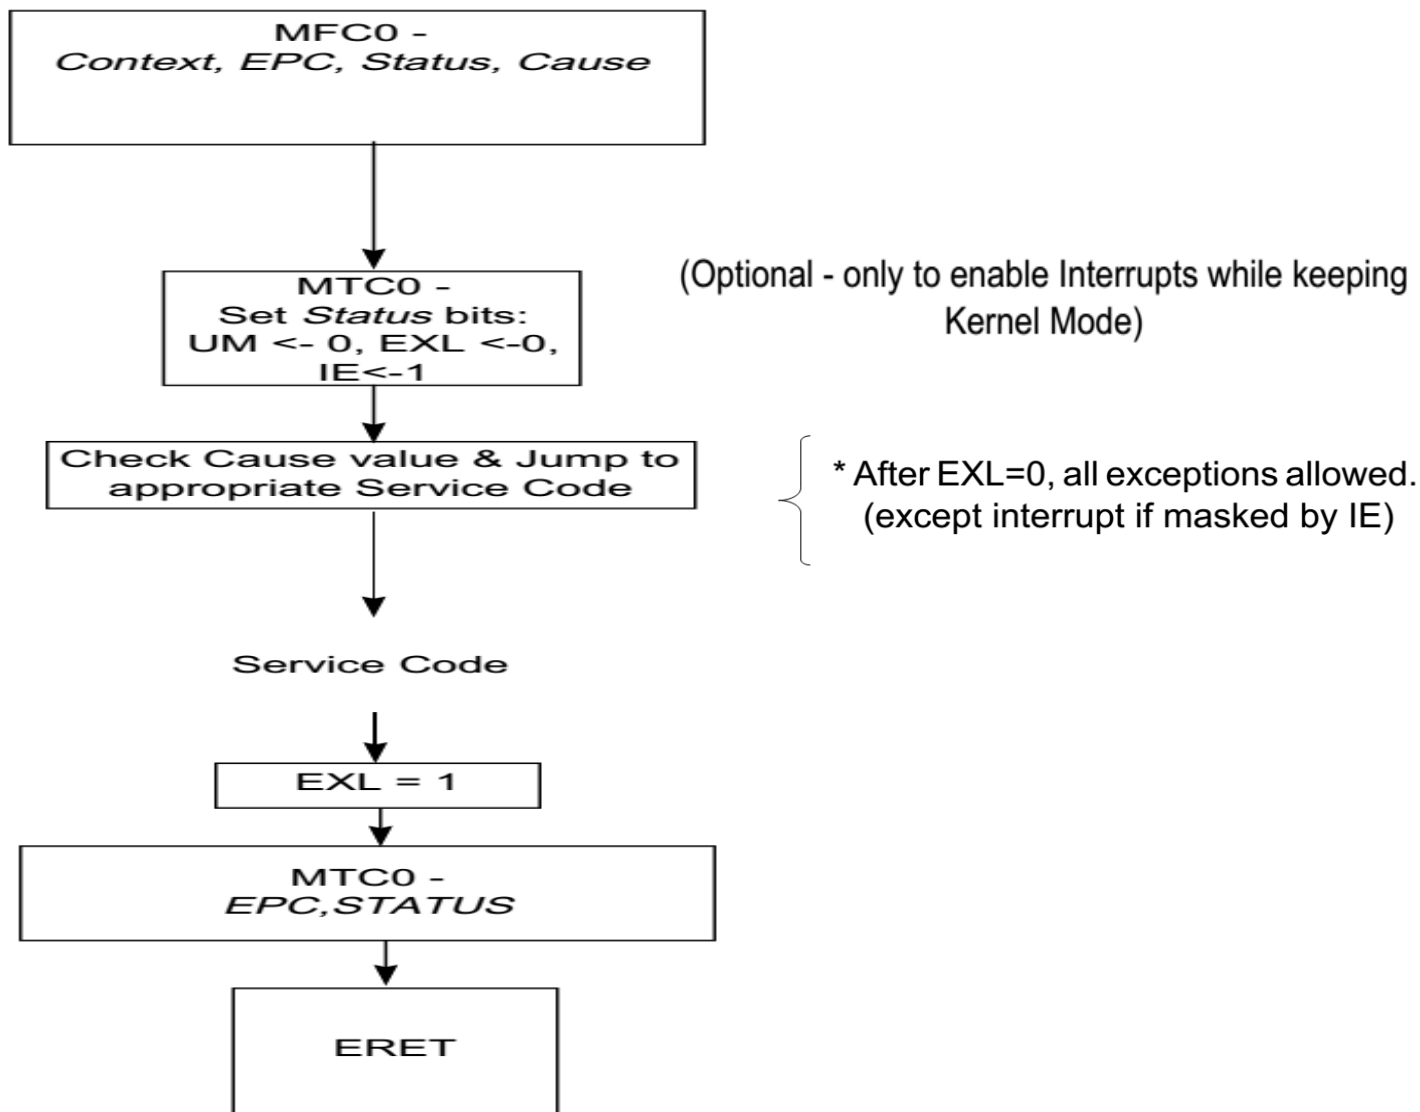 MFC0 -
Context, EPC, Status, Cause
MTC0 -
Set Status bits:
UM <- 0, EXL <-0,
IE<-1
(Optional - only to enable Interrupts while keeping
Kernel Mode)
Check Cause value & Jump to
appropriate Service Code
* After EXL=0, all exceptions allowed.
(except interrupt if masked by IE)
Service Code
EXL = 1
MTC0 -
EPC,STATUS
ERET